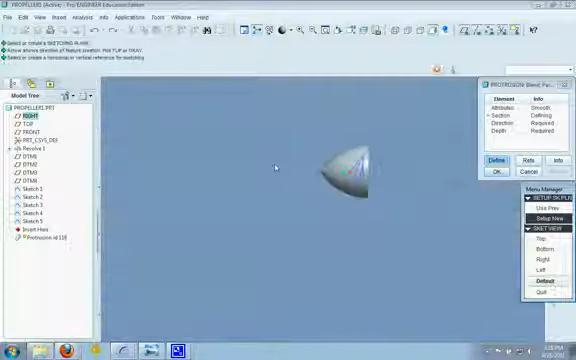 PROPELLER (Active) - Pro/ENGINEER Education Edition
File Edit View Insert Analysis Info Applications Tools Window Help
Select or create a SKETCHING PLANE.
Arrow shows direction of feature creation. Pick FLIP or OKAY.
Select or create a horizontal or vertical reference for sketching.
Model Tree
PROPELLER1.PRT
RIGHT
TOP
FRONT
PRT_CSYS_DEF
Revolve 1
DTM1
DTM2
DTM3
DTM4
Sketch 1
Sketch 2
Sketch 3
Sketch 4
Sketch 5
Insert Here
PROTRUSION: Blend, Par...
Element Info
Attributes Smooth
Section Defining
Direction Required
Depth Required
Define Refs Info
OK Cancel
Menu Manager
SETUP SK PLN
Use Prev
Setup New
SKET VIEW
Top
Bottom
Right
Left
Default
Quit